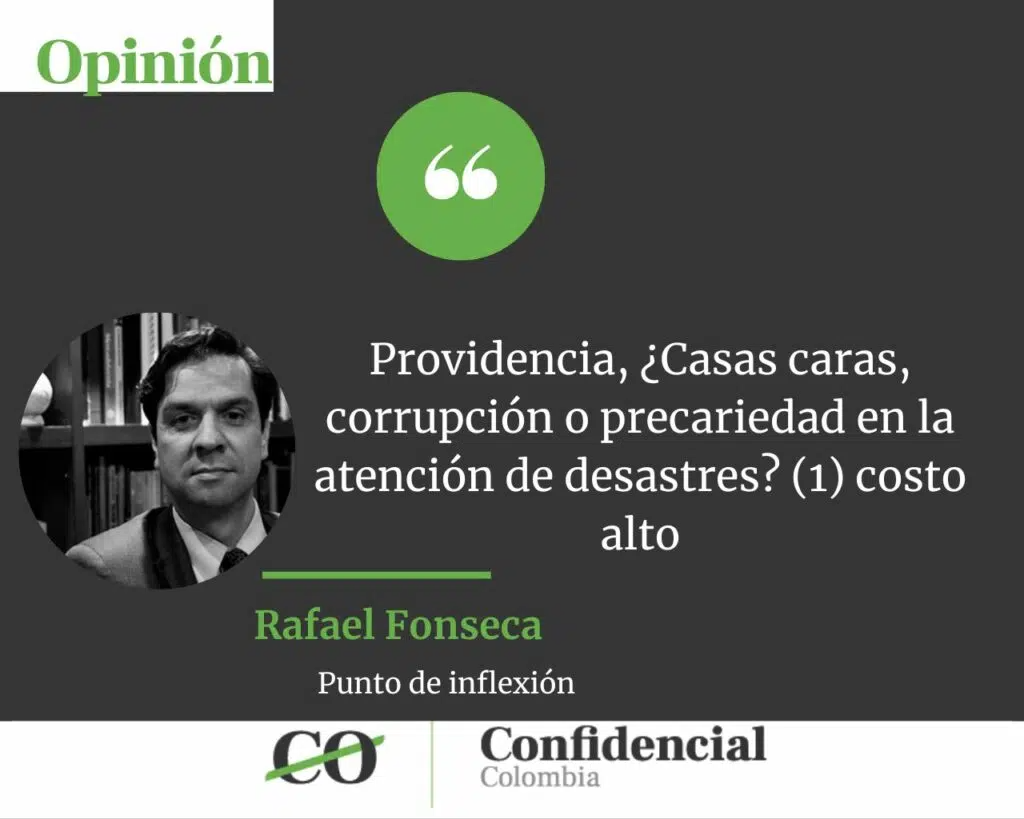 Opinión
“
Providencia, ¿Casas caras,
corrupción o precariedad en la
atención de desastres? (1) costo
alto
Rafael Fonseca
Punto de inflexión
CO
Confidencial
Colombia